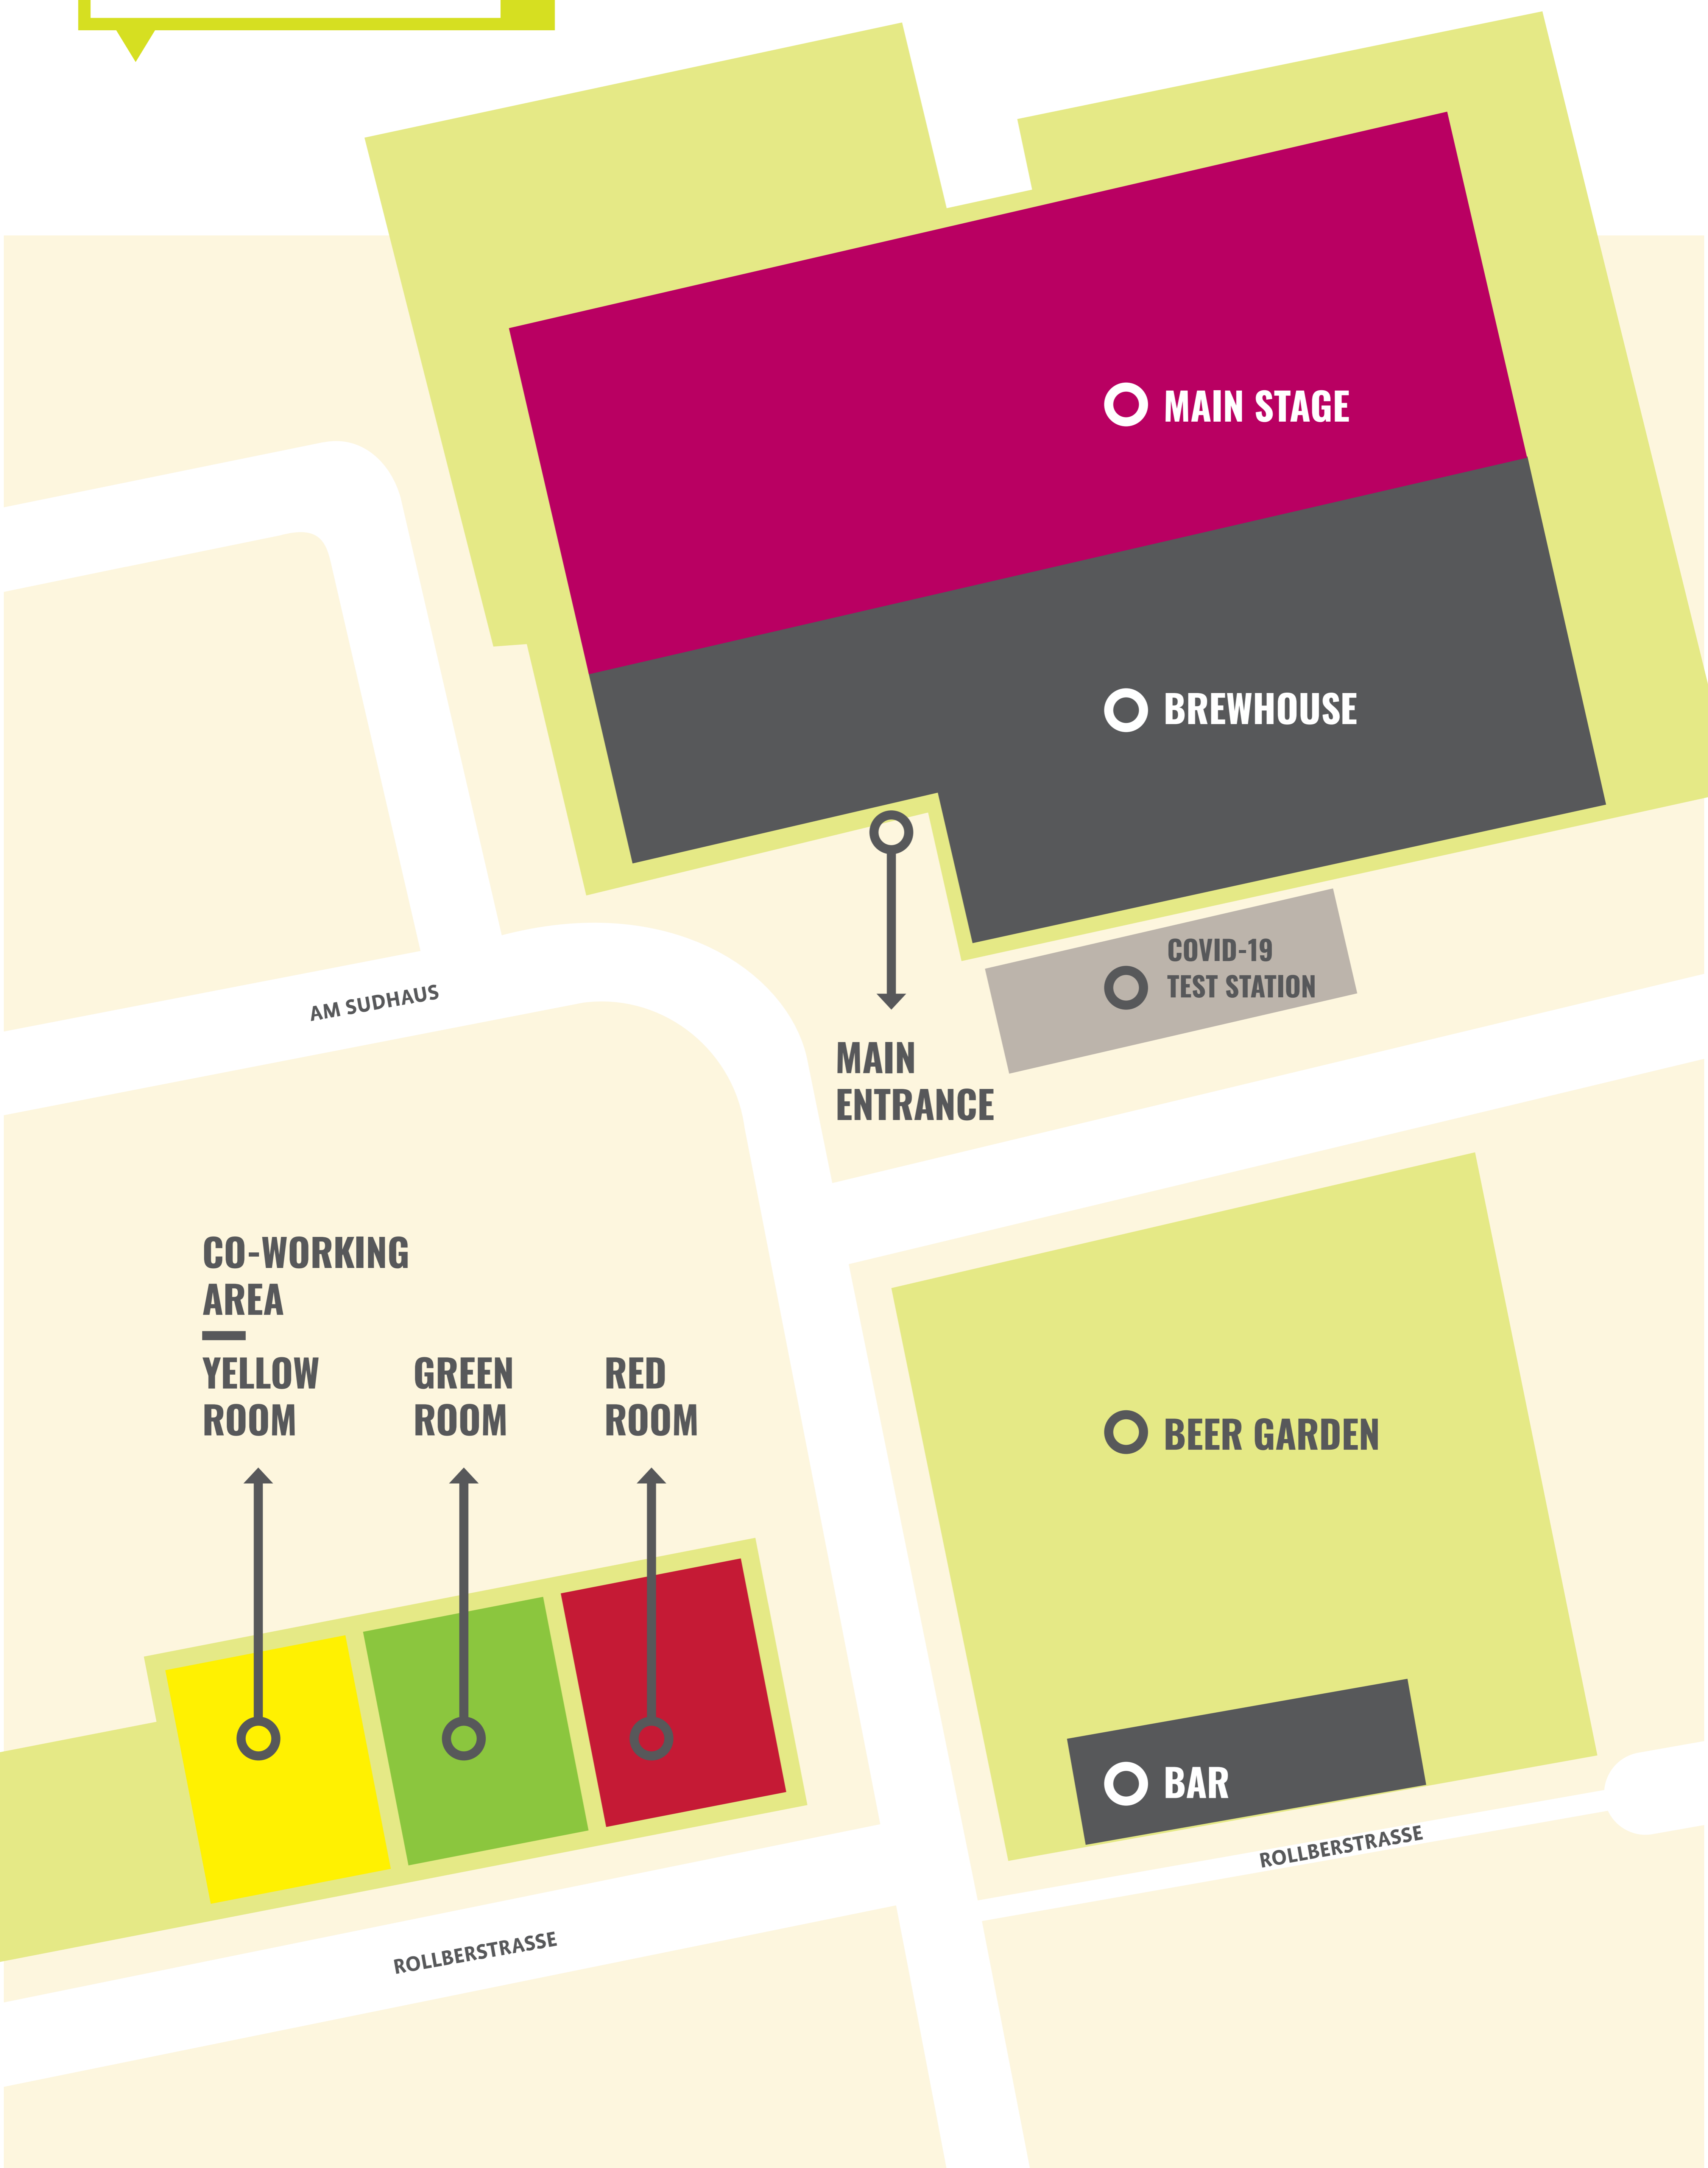 MAIN STAGE
BREWHOUSE
COVID-19
TEST STATION
AM SUDHAUS
MAIN
ENTRANCE
CO-WORKING
AREA
YELLOW
ROOM
GREEN
ROOM
RED
ROOM
BEER GARDEN
BAR
ROLLBERSTRASSE
ROLLBERSTRASSE